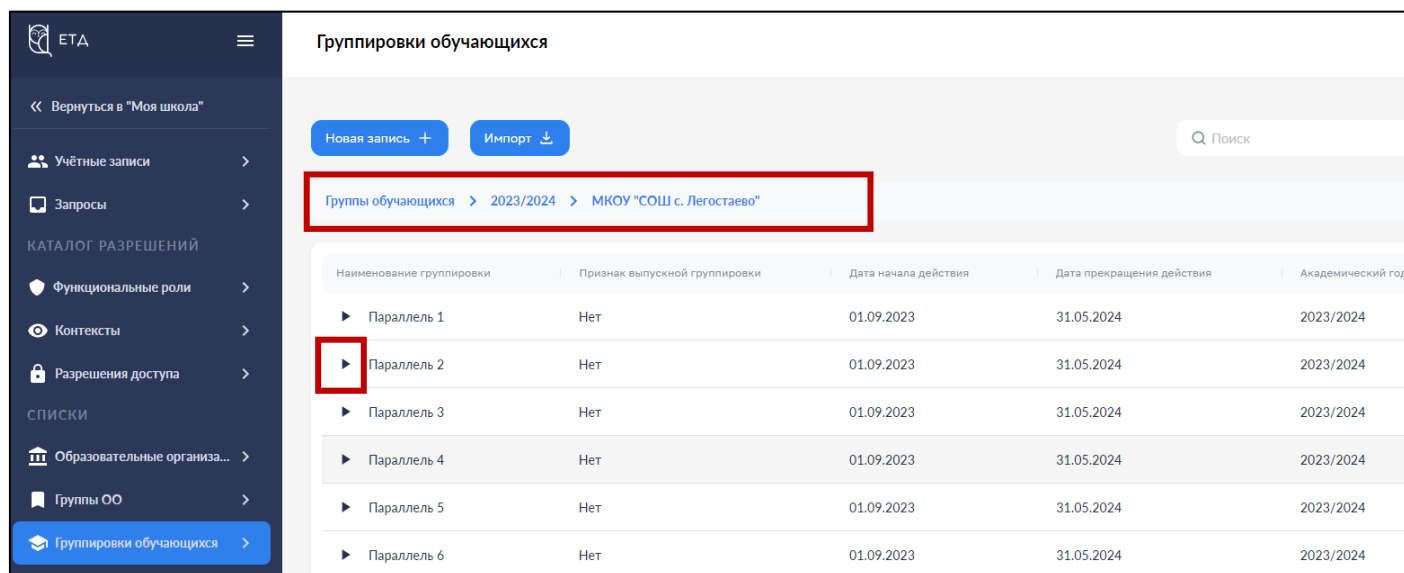 ЕТД
Группировки обучающихся
Вернуться в "Моя школа"
Учётные записи
Запросы
КАТАЛОГ РАЗРЕШЕНИЙ
Функциональные роли
Контексты
Разрешения доступа
СПИСКИ
Образовательные организа...
Группы ОО
Группировки обучающихся
Новая запись +
Импорт
Поиск
Группы обучающихся > 2023/2024 > МКОУ "СОШ с. Легостаево"
Наименование группировки Признак выпускной группировки Дата начала действия Дата прекращения действия Академический год
Параллель 1 Нет 01.09.2023 31.05.2024 2023/2024
Параллель 2 Нет 01.09.2023 31.05.2024 2023/2024
Параллель 3 Нет 01.09.2023 31.05.2024 2023/2024
Параллель 4 Нет 01.09.2023 31.05.2024 2023/2024
Параллель 5 Нет 01.09.2023 31.05.2024 2023/2024
Параллель 6 Нет 01.09.2023 31.05.2024 2023/2024